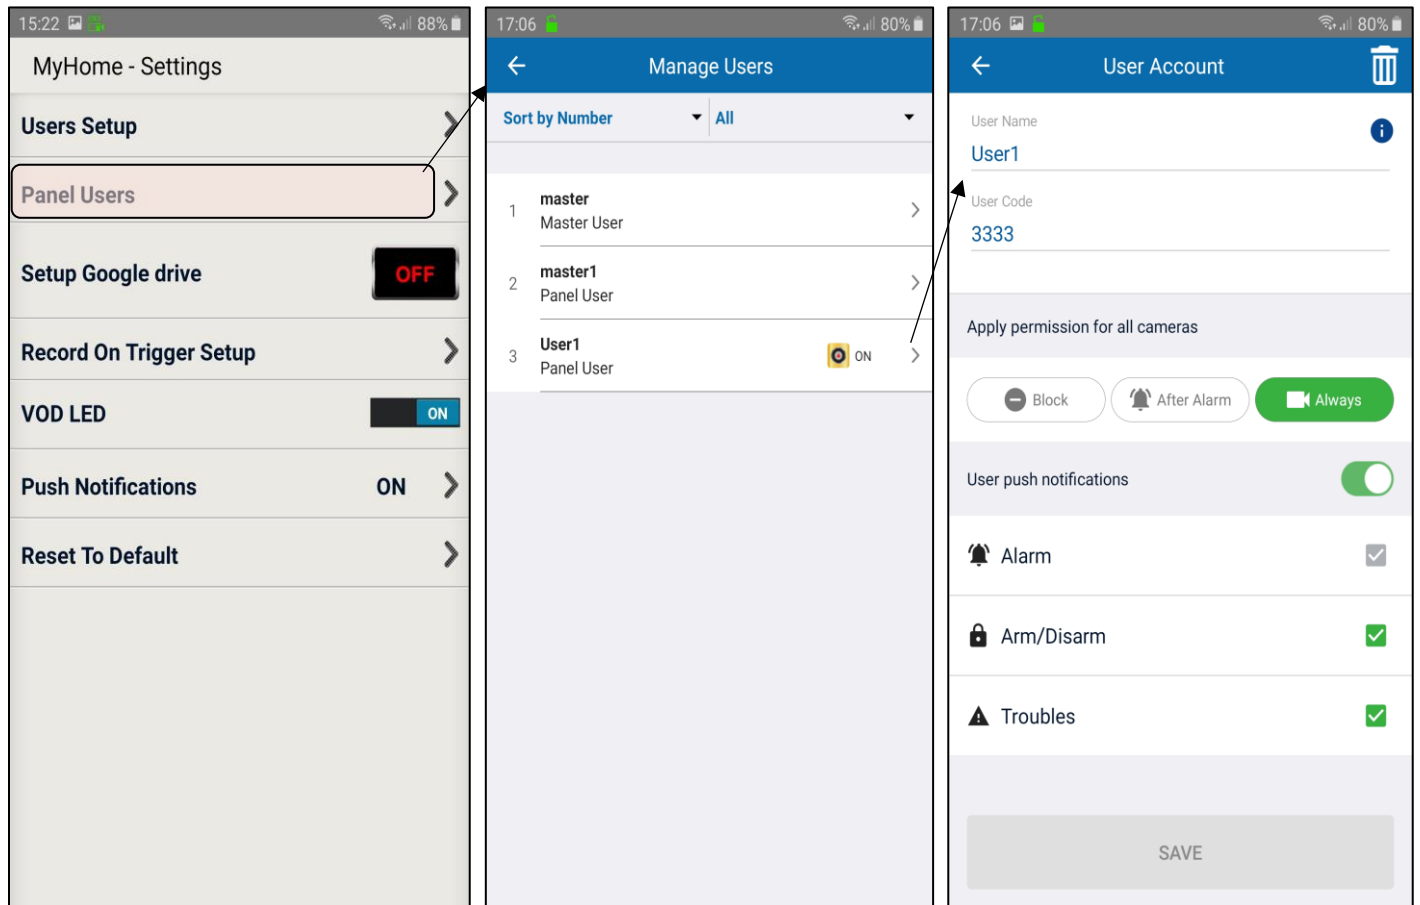 15:22 88%
MyHome - Settings
Users Setup
Panel Users
Setup Google drive OFF
Record On Trigger Setup
VOD LED ON
Push Notifications ON
Reset To Default
17:06 80%
Manage Users
Sort by Number All
1 master
Master User
2 master1
Panel User
3 User1 ON
Panel User
17:06 80%
User Account
User Name
User1
User Code
3333
Apply permission for all cameras
Block After Alarm Always
User push notifications
Alarm
Arm/Disarm
Troubles
SAVE